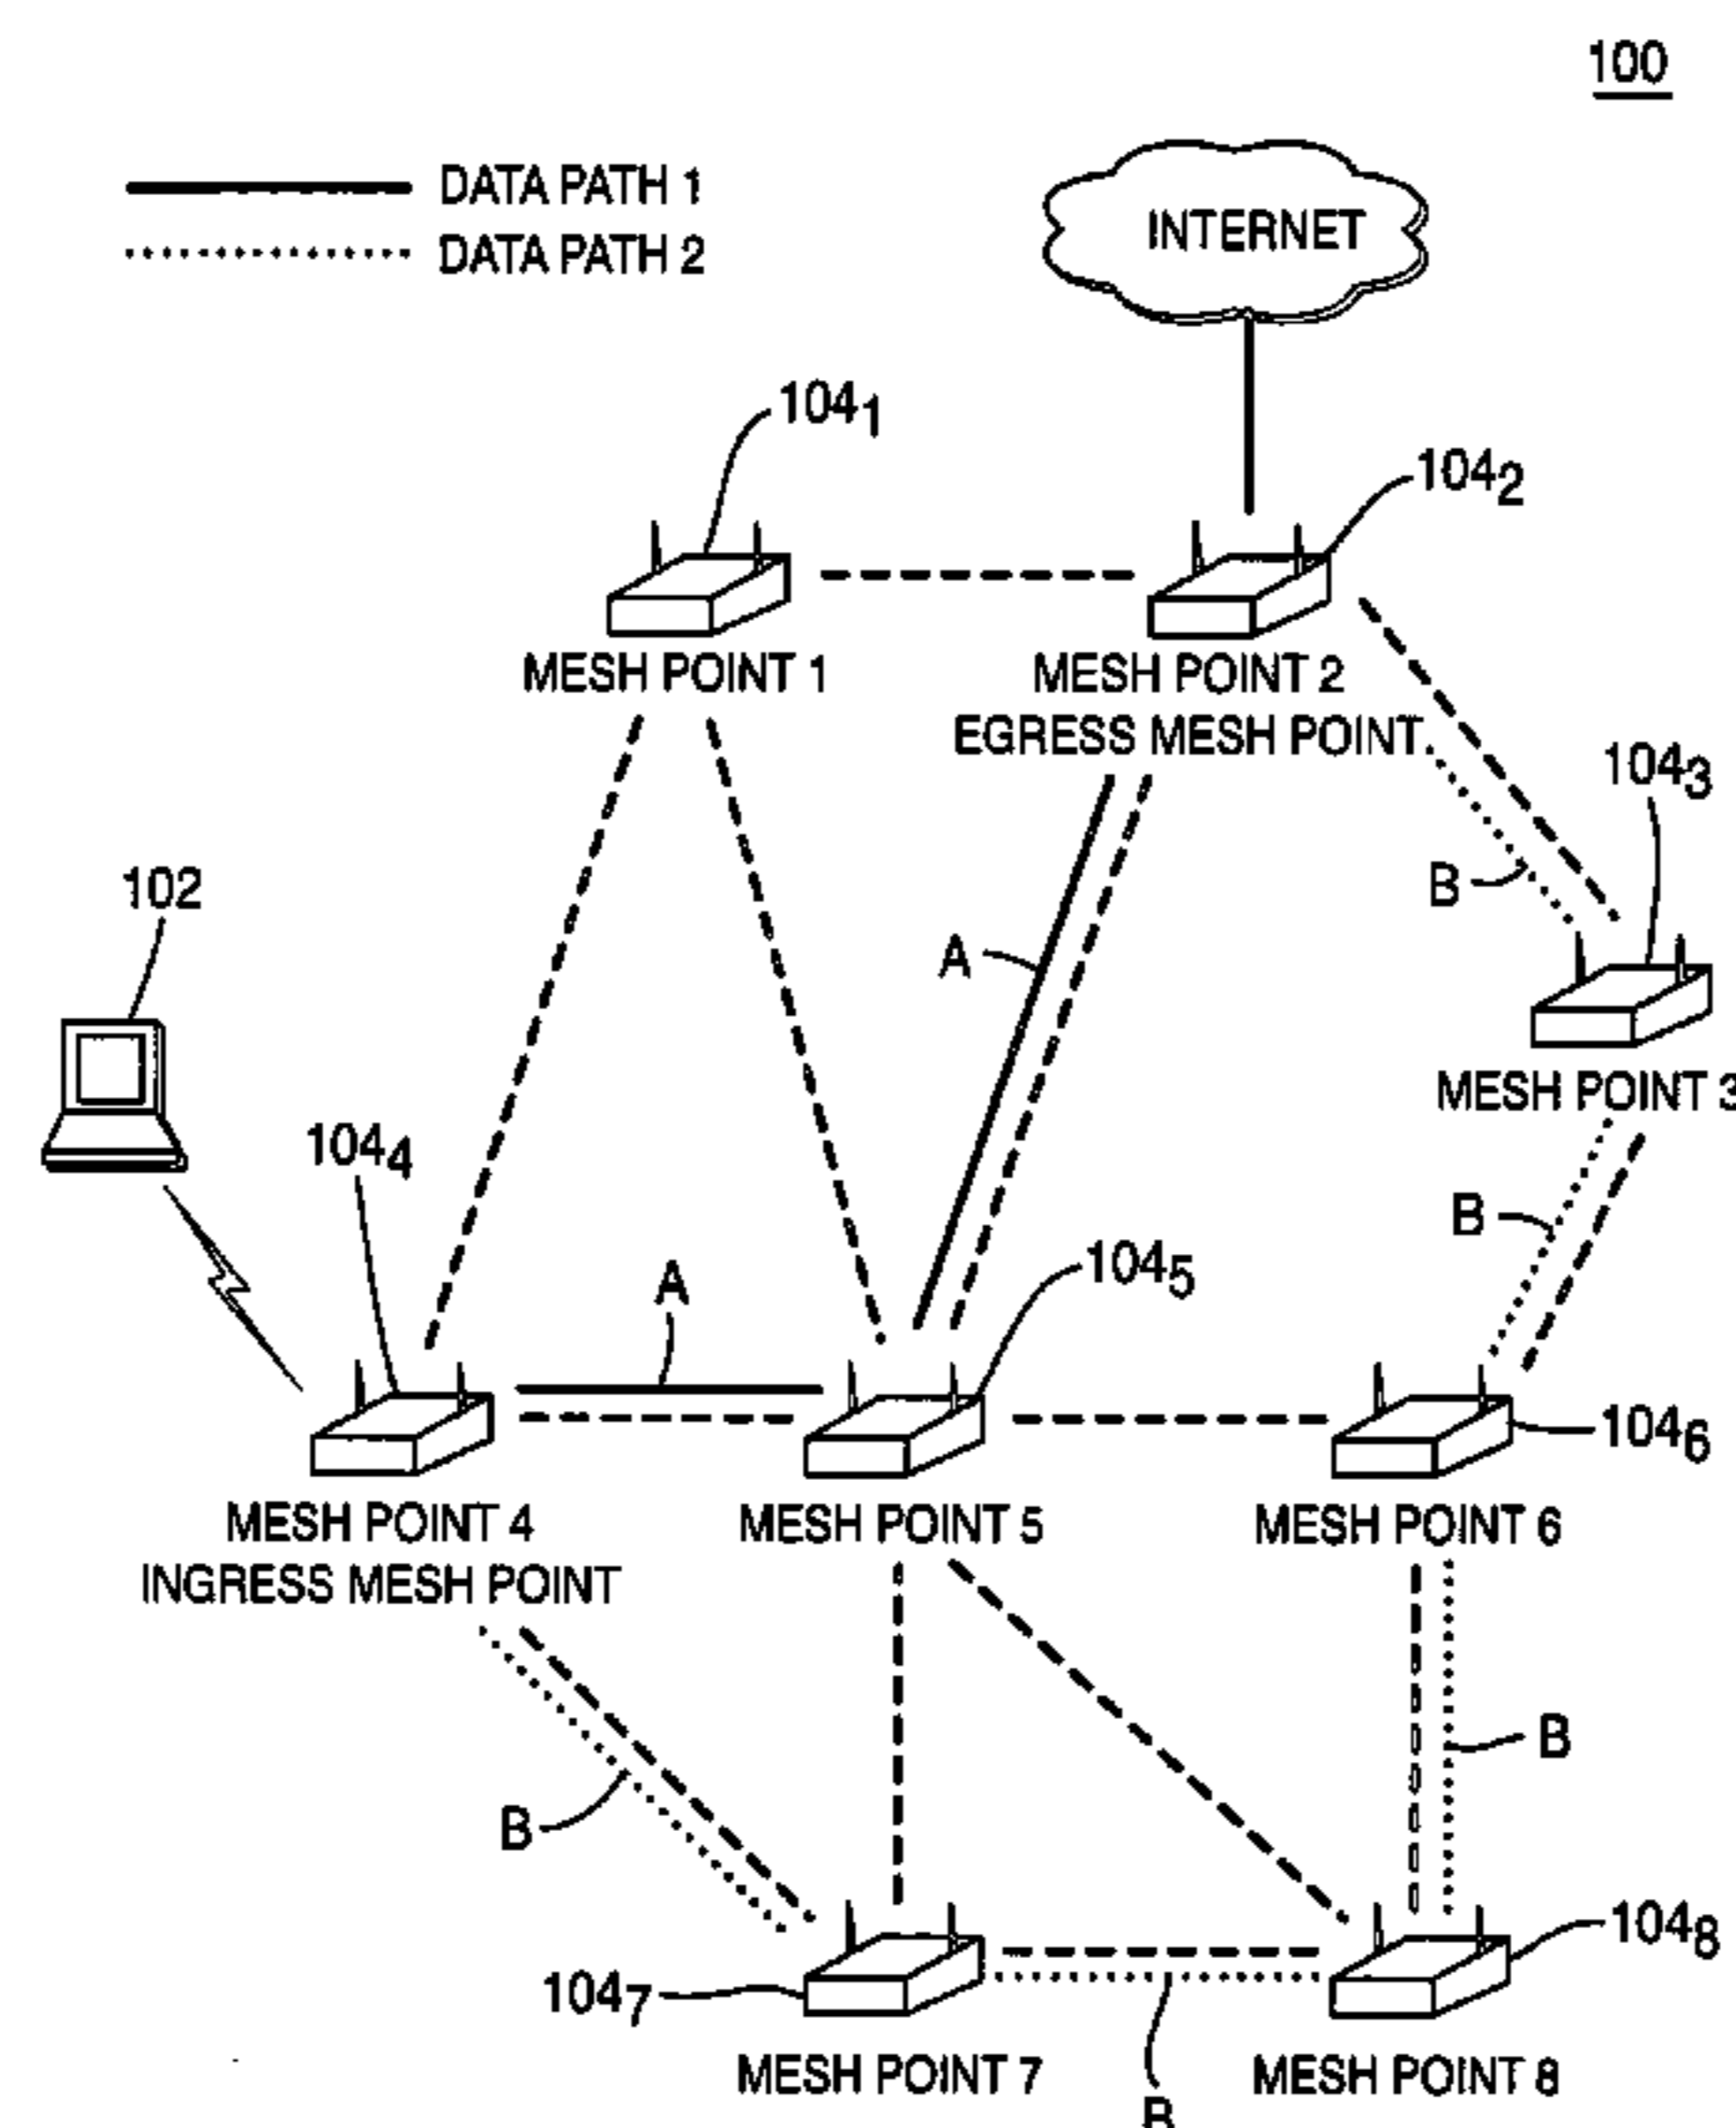 100
DATA PATH 1
DATA PATH 2
INTERNET
104₁
104₂
MESH POINT 1
MESH POINT 2
EGRESS MESH POINT
104₃
102
B
A
MESH POINT 3
104₄
B
A
104₅
104₆
MESH POINT 4
INGRESS MESH POINT
MESH POINT 5
MESH POINT 6
B
B
104₇
104₈
MESH POINT 7
MESH POINT 8
B